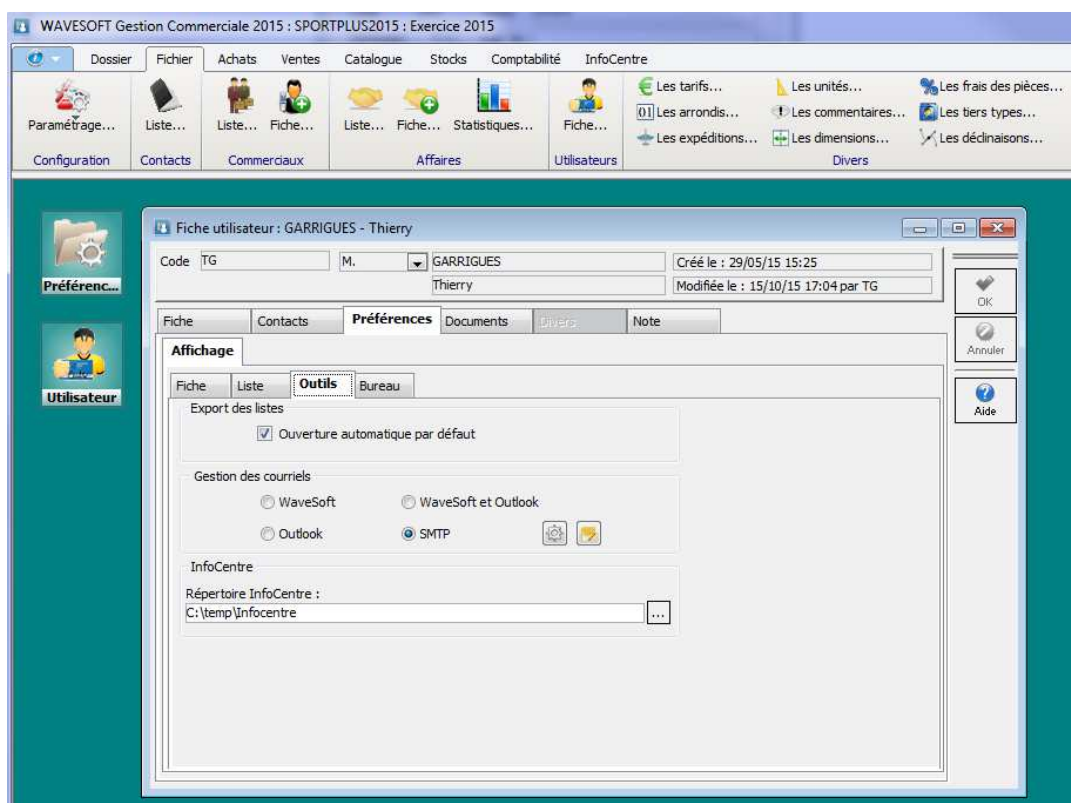 WAVESOFT Gestion Commerciale 2015 : SPORTPLUS2015 : Exercice 2015
Dossier Fichier Achats Ventes Catalogue Stocks Comptabilité InfoCentre
Paramétrage... Liste... Liste... Fiche... Liste... Fiche... Statistiques... Fiche...
Les tarifs... Les unités... Les frais des pièces...
Les arrondis... Les commentaires... Les tiers types...
Les expéditions... Les dimensions... Les déclinaisons...
Configuration Contacts Commerciaux Affaires Utilisateurs Divers
Préférenc...
Utilisateur
Fiche utilisateur : GARRIGUES - Thierry
Code TG M. GARRIGUES Créé le : 29/05/15 15:25
Thierry Modifiée le : 15/10/15 17:04 par TG
OK
Annuler
Aide
Fiche Contacts Préférences Documents Divers Note
Affichage
Fiche Liste Outils Bureau
Export des listes
Ouverture automatique par défaut
Gestion des courriels
WaveSoft WaveSoft et Outlook
Outlook SMTP
InfoCentre
Répertoire InfoCentre :
C:\temp\Infocentre ...